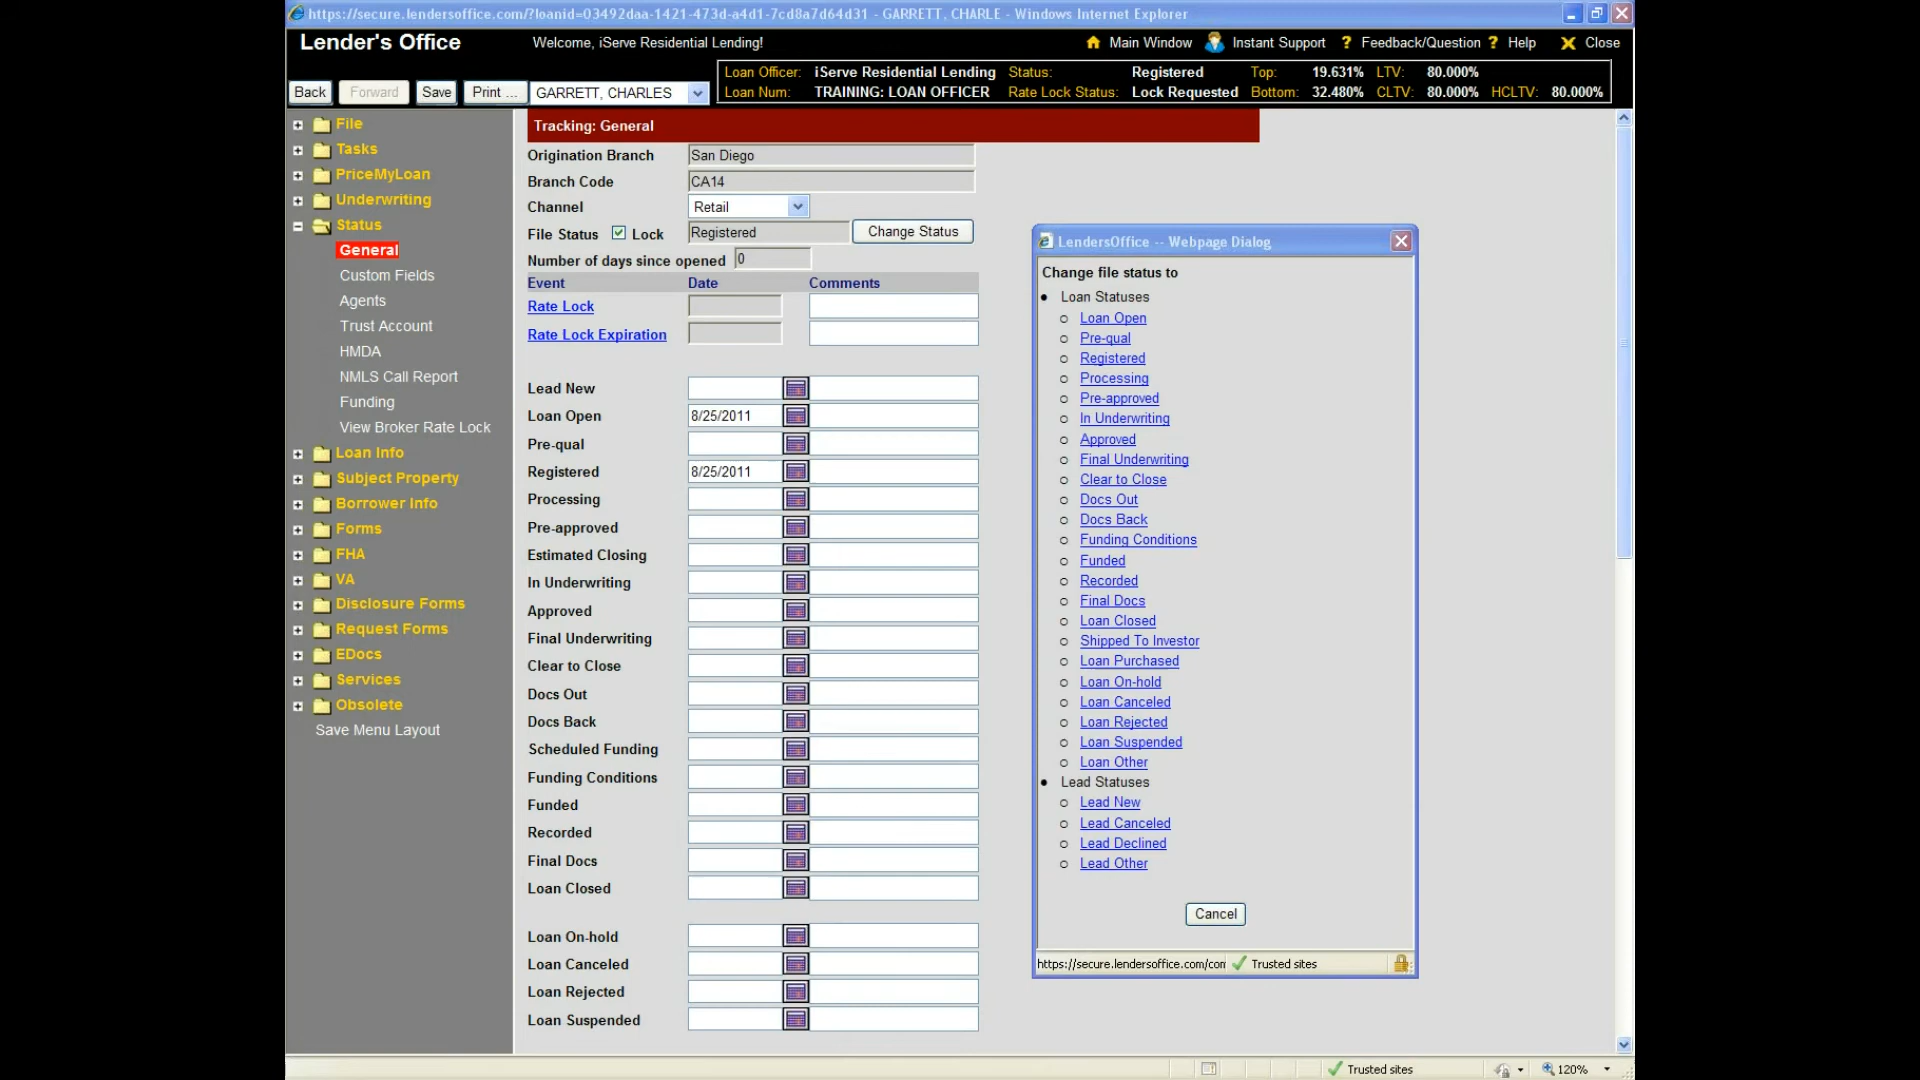 https://secure.lendersoffice.com/?loanid=03492daa-1421-473d-a4d1-7cd8a7d64d31 - GARRETT, CHARLE - Windows Internet Explorer
Lender's Office
Welcome, iServe Residential Lending!
Main Window
Instant Support
? Feedback/Question
? Help
Close
Back
Forward
Save
Print ...
GARRETT, CHARLES
Loan Officer: iServe Residential Lending Status: Registered Top: 19.631% LTV: 80.000%
Loan Num: TRAINING: LOAN OFFICER Rate Lock Status: Lock Requested Bottom: 32.480% CLTV: 80.000% HCLTV: 80.000%
File
Tasks
PriceMyLoan
Underwriting
Status
General
Custom Fields
Agents
Trust Account
HMDA
NMLS Call Report
Funding
View Broker Rate Lock
Loan Info
Subject Property
Borrower Info
Forms
FHA
VA
Disclosure Forms
Request Forms
EDocs
Services
Obsolete
Save Menu Layout
Tracking: General
Origination Branch San Diego
Branch Code CA14
Channel Retail
File Status Lock Registered Change Status
Number of days since opened 0
Event Date Comments
Rate Lock
Rate Lock Expiration
Lead New
Loan Open 8/25/2011
Pre-qual
Registered 8/25/2011
Processing
Pre-approved
Estimated Closing
In Underwriting
Approved
Final Underwriting
Clear to Close
Docs Out
Docs Back
Scheduled Funding
Funding Conditions
Funded
Recorded
Final Docs
Loan Closed
Loan On-hold
Loan Canceled
Loan Rejected
Loan Suspended
LendersOffice -- Webpage Dialog
Change file status to
Loan Statuses
Loan Open
Pre-qual
Registered
Processing
Pre-approved
In Underwriting
Approved
Final Underwriting
Clear to Close
Docs Out
Docs Back
Funding Conditions
Funded
Recorded
Final Docs
Loan Closed
Shipped To Investor
Loan Purchased
Loan On-hold
Loan Canceled
Loan Rejected
Loan Suspended
Loan Other
Lead Statuses
Lead New
Lead Canceled
Lead Declined
Lead Other
Cancel
https://secure.lendersoffice.com/con Trusted sites
Trusted sites
120%